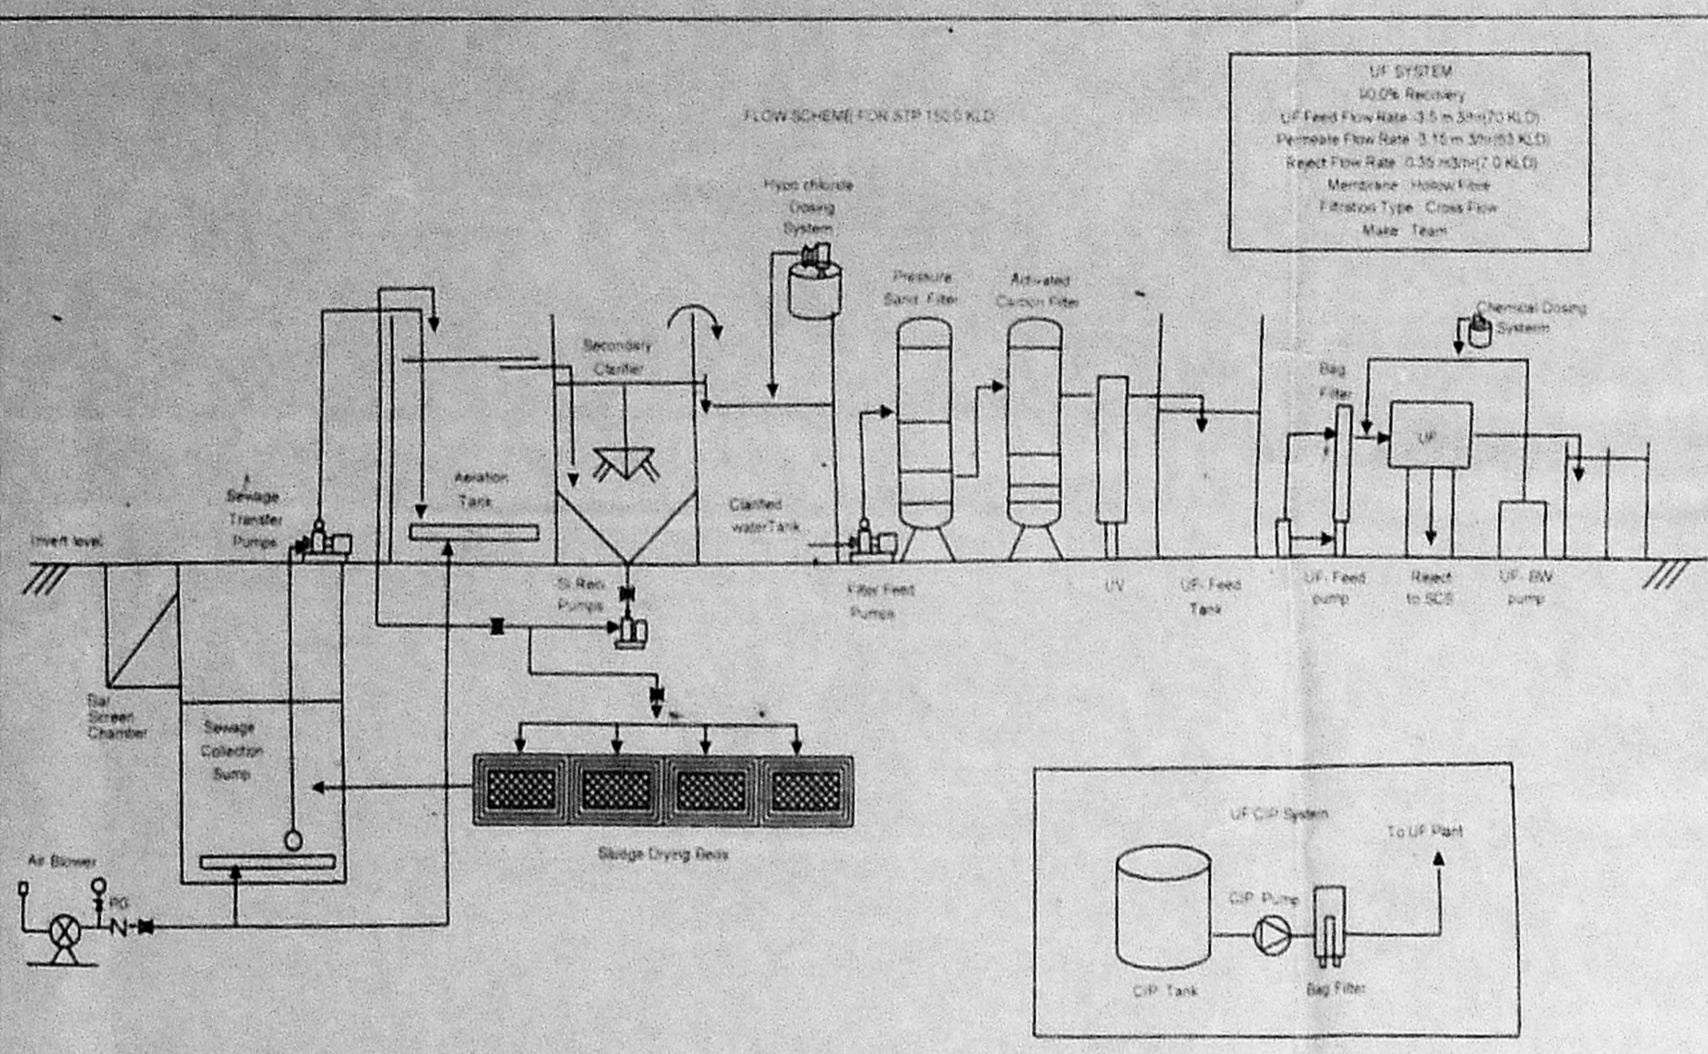 FLOW SCHEME FOR STP 150.0 KLD
UF SYSTEM
90.0% Recovery
UF Feed Flow Rate -3.5 m 3/hr(70 KLD)
Permeate Flow Rate -3.15 m 3/hr(63 KLD)
Reject Flow Rate -0.35 m3/hr(7.0 KLD)
Membrane Hollow Fibre
Filtration Type Cross Flow
Make Team
Hypo chloride
Dosing
System
Pressure
Sand Filter
Activated
Carbon Filter
Chemical Dosing
Systerm
Secondary
Clarifier
Bag
Filter
UF
Aeration
Tank
Sewage
Transfer
Pumps
Clarified
waterTank
Invert level
Sl.Reci.
Pumps
Filter Feed
Pumps
UV
UF- Feed
Tank
UF- Feed
pump
Reject
to SCS
UF- BW
pump
Bar
Screen
Chamber
Sewage
Collection
Sump
Sludge Drying Beds
Air Blower
PG
UF CIP System
To UF Plant
CIP Pump
CIP Tank
Bag Filter